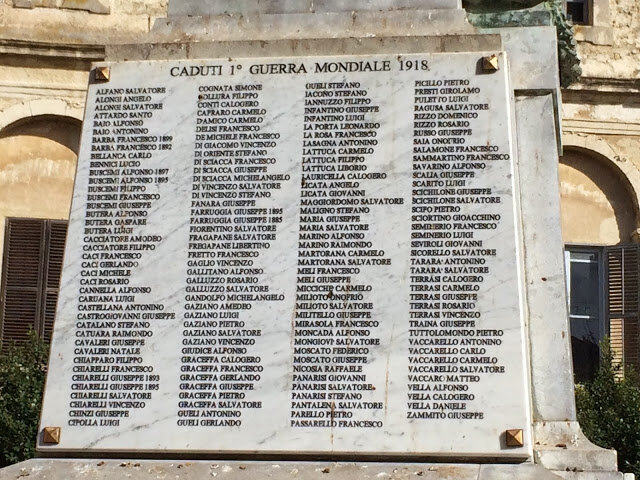 CADUTI 1° GUERRA MONDIALE 1918
ALFANO SALVATORE
ALONGI ANGELO
ALONGI SALVATORE
ATTARDO SANTO
BAIO ALFONSO
BAIO ANTONINO
BARBA FRANCESCO 1899
BARBA FRANCESCO 1892
BELLANCA CARLO
BENNICI LUCIO
BUSCEMI ALFONSO 1897
BUSCEMI ALFONSO 1895
BUSCEMI FILIPPO
BUSCEMI FRANCESCO
BUSCEMI GIUSEPPE
BUTERA ALFONSO
BUTERA GASPARE
BUTERA LUIGI
CACCIATORE AMODEO
CACCIATORE FILIPPO
CACI FRANCESCO
CACI GERLANDO
CACI MICHELE
CACI ROSARIO
CANNELLA ALFONSO
CARUANA LUIGI
CASTELLANA ANTONINO
CASTROGIOVANNI GIUSEPPE
CATALANO STEFANO
CATUARA RAIMONDO
CAVALERI GIUSEPPE
CAVALERI NATALE
CHIAPPARO FILIPPO
CHIARELLI FRANCESCO
CHIARELLI GIUSEPPE 1893
CHIARELLI GIUSEPPE 1895
CHIARELLI SALVATORE
CHIARELLI VINCENZO
CHINZI GIUSEPPE
CIPOLLA LUIGI
COGNATA SIMONE
COLLURA FILIPPO
CONTI CALOGERO
CAPRARO CARMELO
D'AMICO CARMELO
DELISI FRANCESCO
DE MICHELE FRANCESCO
DI GIACOMO VINCENZO
DI ORIENTE STEFANO
DI SCIACCA FRANCESCO
DI SCIACCA GIUSEPPE
DI SCIACCA MICHELANGELO
DI VINCENZO SALVATORE
DI VINCENZO STEFANO
FANARA GIUSEPPE
FARRUGGIA GIUSEPPE 1893
FARRUGGIA GIUSEPPE 1885
FIORENTINO SALVATORE
FRAGAPANE SALVATORE
FREGAPANE LIBERTINO
FRETTO FRANCESCO
GAGLIO VINCENZO
GALLITANO ALFONSO
GALLUZZO ROSARIO
GALLUZZO SALVATORE
GANDOLFO MICHELANGELO
GAZIANO AMEDEO
GAZIANO LUIGI
GAZIANO PIETRO
GAZIANO SALVATORE
GAZIANO VINCENZO
GIUDICE ALFONSO
GRACEFFA CALOGERO
GRACEFFA FRANCESCO
GRACEFFA GERLANDO
GRACEFFA GIUSEPPE
GRACEFFA PIETRO
GRACEFFA SALVATORE
GUELI ANTONINO
GUELI GERLANDO
GUELI STEFANO
IACONO STEFANO
IANNUZZO FILIPPO
INFANTINO GIUSEPPE
INFANTINO LUIGI
LA PORTA LEONARDO
LA ROSA FRANCESCO
LASAGNA ANTONINO
LATTUCA CARMELO
LATTUCA FILIPPO
LATTUCA LIBORIO
LAURICELLA CALOGERO
LICATA ANGELO
LICATA GIOVANNI
MAGGIORDOMO SALVATORE
MALIGNO STEFANO
MARIA GIUSEPPE
MARIA SALVATORE
MARINO ALFONSO
MARINO RAIMONDO
MARTORANA CARMELO
MARTORANA SALVATORE
MELI FRANCESCO
MELI GIUSEPPE
MICCICHE' CARMELO
MILIOTO ONOFRIO
MILIOTO SALVATORE
MILITELLO GIUSEPPE
MIRASOLA FRANCESCO
MONCADA ALFONSO
MONGIOVI' SALVATORE
MOSCATO FEDERICO
MOSCATO GIUSEPPE
NICOSIA RAFFAELE
PANARISI GIOVANNI
PANARISI SALVATORE
PANARISI STEFANO
PANTALENA SALVATORE
PARELLO PIETRO
PASSARELLO FRANCESCO
PICILLO PIETRO
PRESTI GIROLAMO
PULETTO LUIGI
RAGUSA SALVATORE
RIZZO DOMENICO
RIZZO ROSARIO
RUSSO GIUSEPPE
SAIA ONOFRIO
SALAMONE FRANCESCO
SAMMARTINO FRANCESCO
SAVARINO ALFONSO
SCALIA GIUSEPPE
SCARITO LUIGI
SCICHILONE GIUSEPPE
SCICHILONE SALVATORE
SCIPO PIETRO
SCIORTINO GIOACCHINO
SEMINERIO FRANCESCO
SEMINERIO LUIGI
SEVIROLI GIOVANNI
SICORELLO SALVATORE
TARARA' ANTONINO
TARARA' SALVATORE
TERRASI CALOGERO
TERRASI CARMELO
TERRASI GIUSEPPE
TERRASI ROSARIO
TERRASI VINCENZO
TRAINA GIUSEPPE
TUTTOLOMONDO PIETRO
VACCARELLO ANTONINO
VACCARELLO CARLO
VACCARELLO CARMELO
VACCARELLO SALVATORE
VACCARO MATTEO
VELLA ALFONSO
VELLA CALOGERO
VELLA DANIELE
ZAMMITO GIUSEPPE